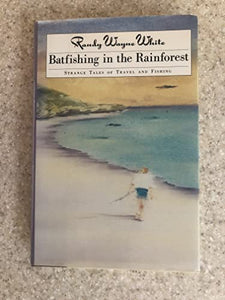 Randy Wayne White
Batfishing in the Rainforest
Strange Tales of Travel and Fishing